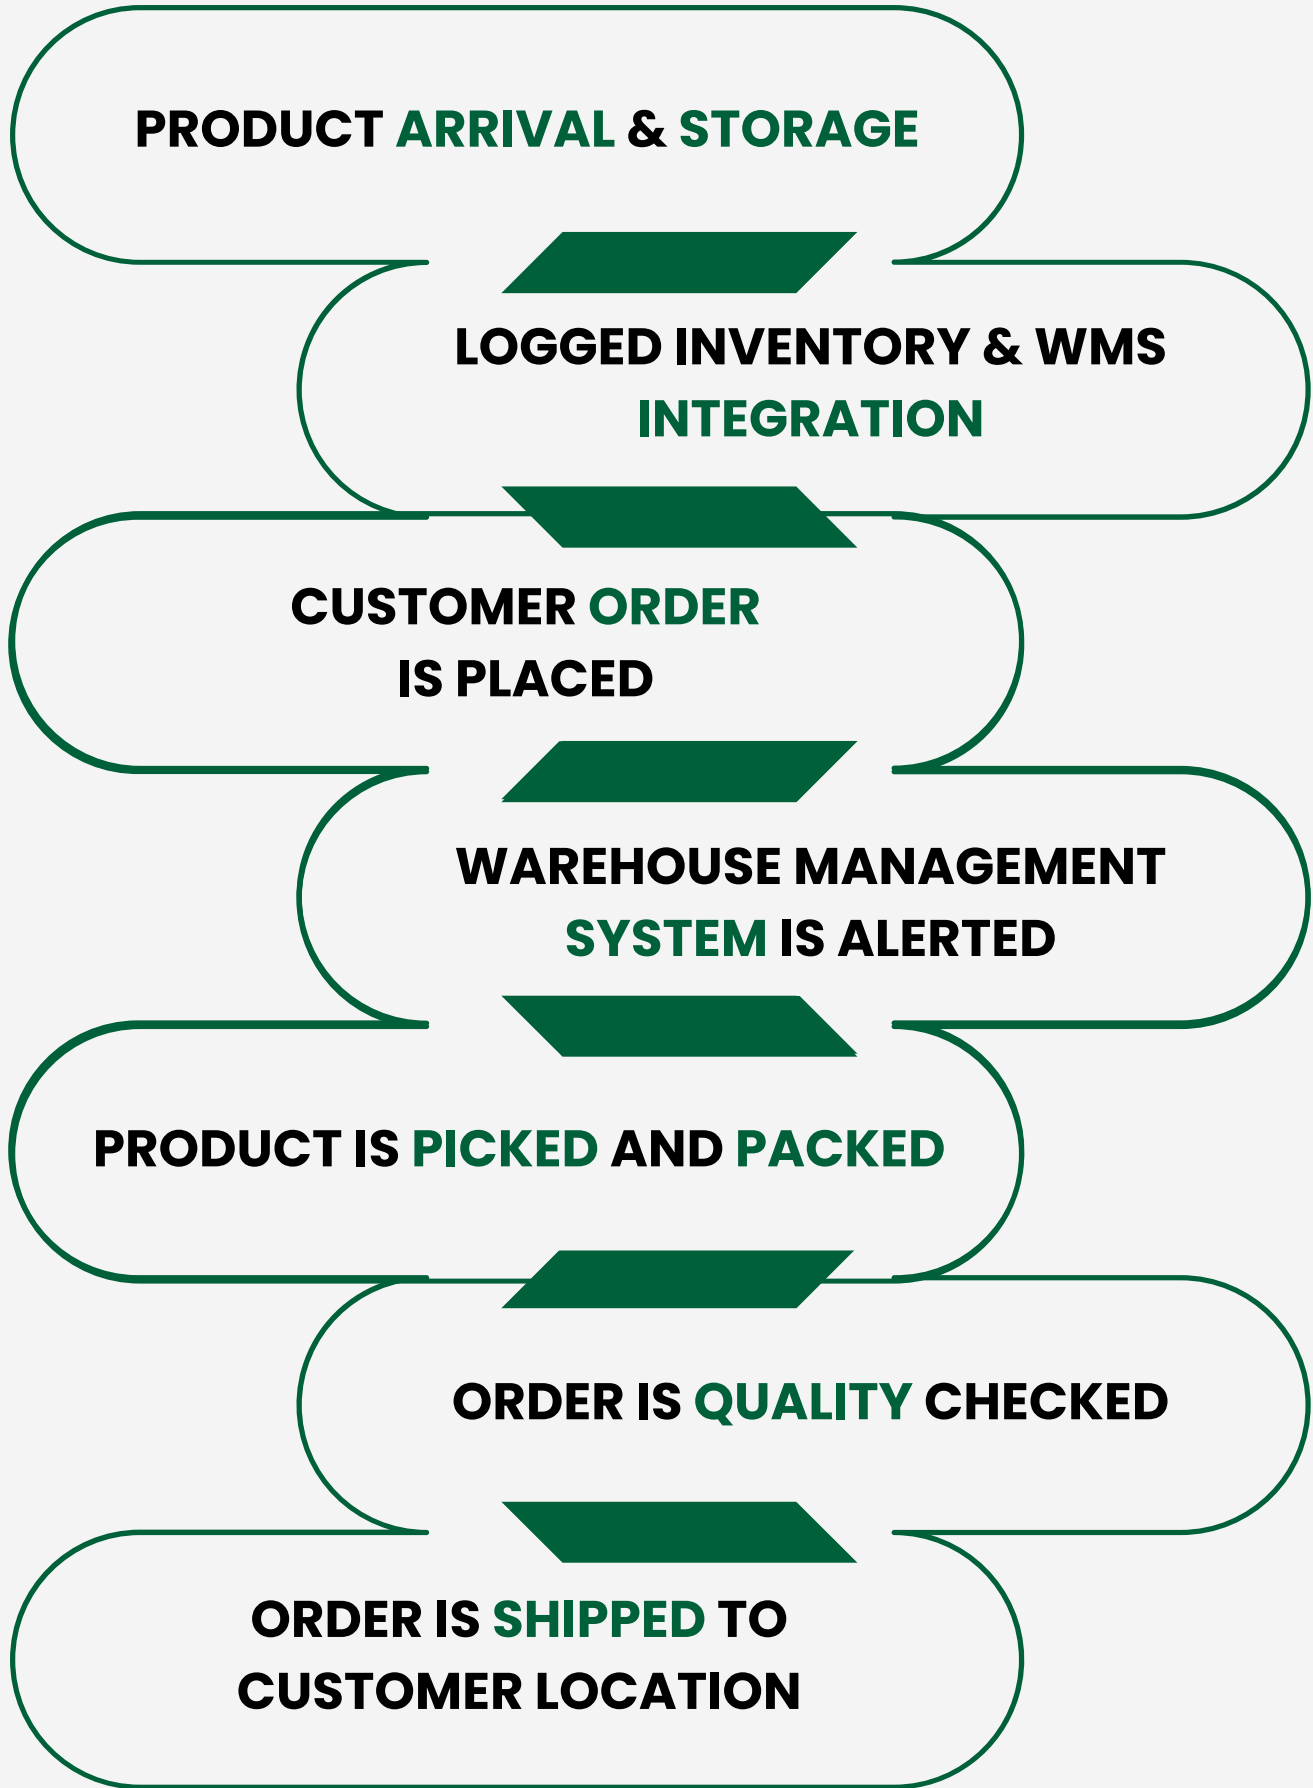 PRODUCT ARRIVAL & STORAGE
LOGGED INVENTORY & WMS
INTEGRATION
CUSTOMER ORDER
IS PLACED
WAREHOUSE MANAGEMENT
SYSTEM IS ALERTED
PRODUCT IS PICKED AND PACKED
ORDER IS QUALITY CHECKED
ORDER IS SHIPPED TO
CUSTOMER LOCATION